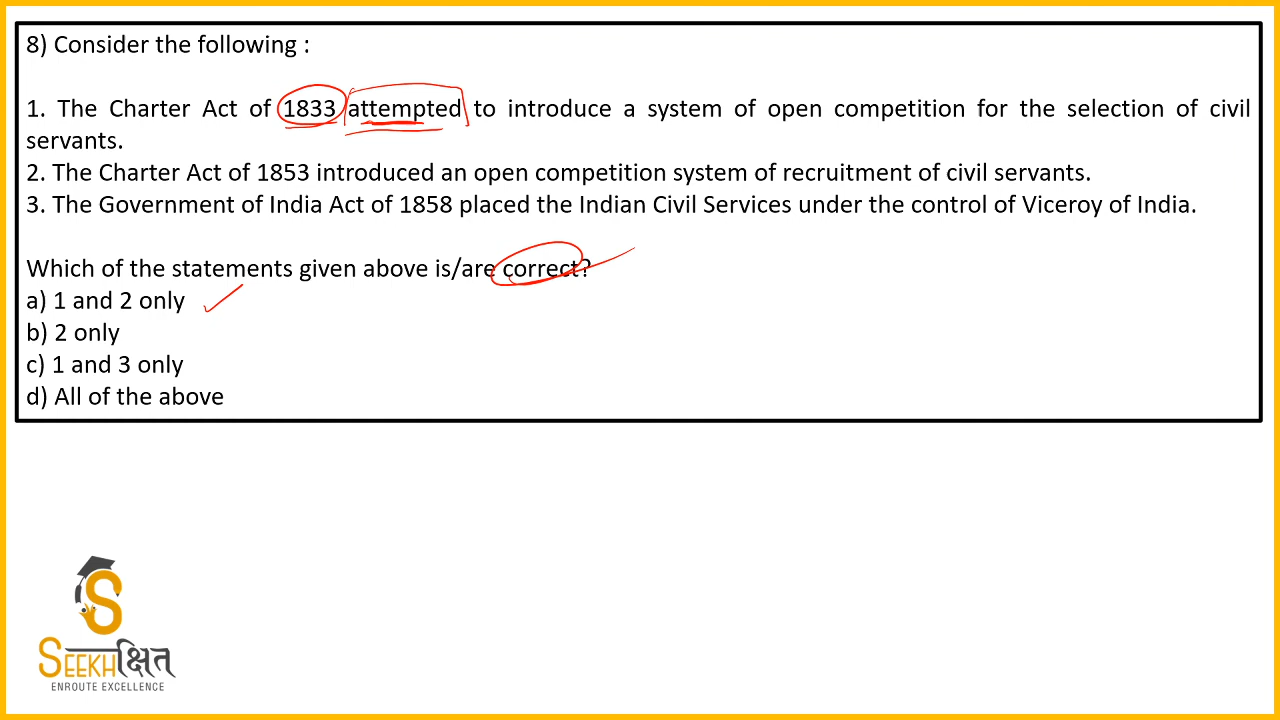 8) Consider the following :
1. The Charter Act of 1833 attempted to introduce a system of open competition for the selection of civil
servants.
2. The Charter Act of 1853 introduced an open competition system of recruitment of civil servants.
3. The Government of India Act of 1858 placed the Indian Civil Services under the control of Viceroy of India.
Which of the statements given above is/are correct?
a) 1 and 2 only
b) 2 only
c) 1 and 3 only
d) All of the above
S
SEEKHक्षित
ENROUTE EXCELLENCE